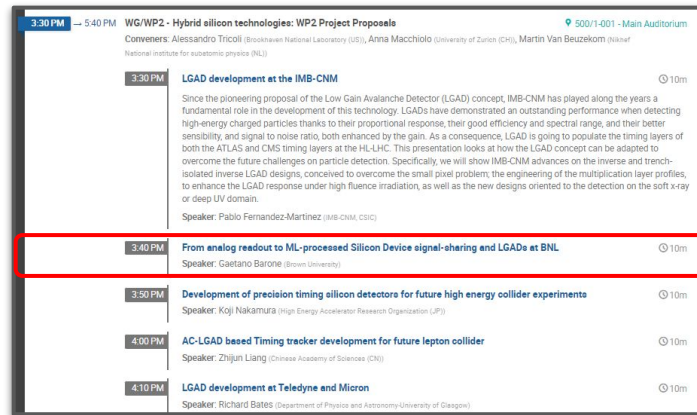 3:30 PM → 5:40 PM WG/WP2 - Hybrid silicon technologies: WP2 Project Proposals 500/1-001 - Main Auditorium
Conveners: Alessandro Tricoli (Brookhaven National Laboratory (US)), Anna Macchiolo (University of Zurich (CH)), Martin Van Beuzekom (Nikhef
National institute for subatomic physics (NL))
3:30 PM LGAD development at the IMB-CNM 10m
Since the pioneering proposal of the Low Gain Avalanche Detector (LGAD) concept, IMB-CNM has played along the years a
fundamental role in the development of this technology. LGADs have demonstrated an outstanding performance when detecting
high-energy charged particles thanks to their proportional response, their good efficiency and spectral range, and their better
sensibility, and signal to noise ratio, both enhanced by the gain. As a consequence, LGAD is going to populate the timing layers of
both the ATLAS and CMS timing layers at the HL-LHC. This presentation looks at how the LGAD concept can be adapted to
overcome the future challenges on particle detection. Specifically, we will show IMB-CNM advances on the inverse and trench-
isolated inverse LGAD designs, conceived to overcome the small pixel problem; the engineering of the multiplication layer profiles,
to enhance the LGAD response under high fluence irradiation, as well as the new designs oriented to the detection on the soft x-ray
or deep UV domain.
Speaker: Pablo Fernandez-Martinez (IMB-CNM, CSIC)
3:40 PM From analog readout to ML-processed Silicon Device signal-sharing and LGADs at BNL 10m
Speaker: Gaetano Barone (Brown University)
3:50 PM Development of precision timing silicon detectors for future high energy collider experiments 10m
Speaker: Koji Nakamura (High Energy Accelerator Research Organization (JP))
4:00 PM AC-LGAD based Timing tracker development for future lepton collider 10m
Speaker: Zhijun Liang (Chinese Academy of Sciences (CN))
4:10 PM LGAD development at Teledyne and Micron 10m
Speaker: Richard Bates (Department of Physics and Astronomy-University of Glasgow)